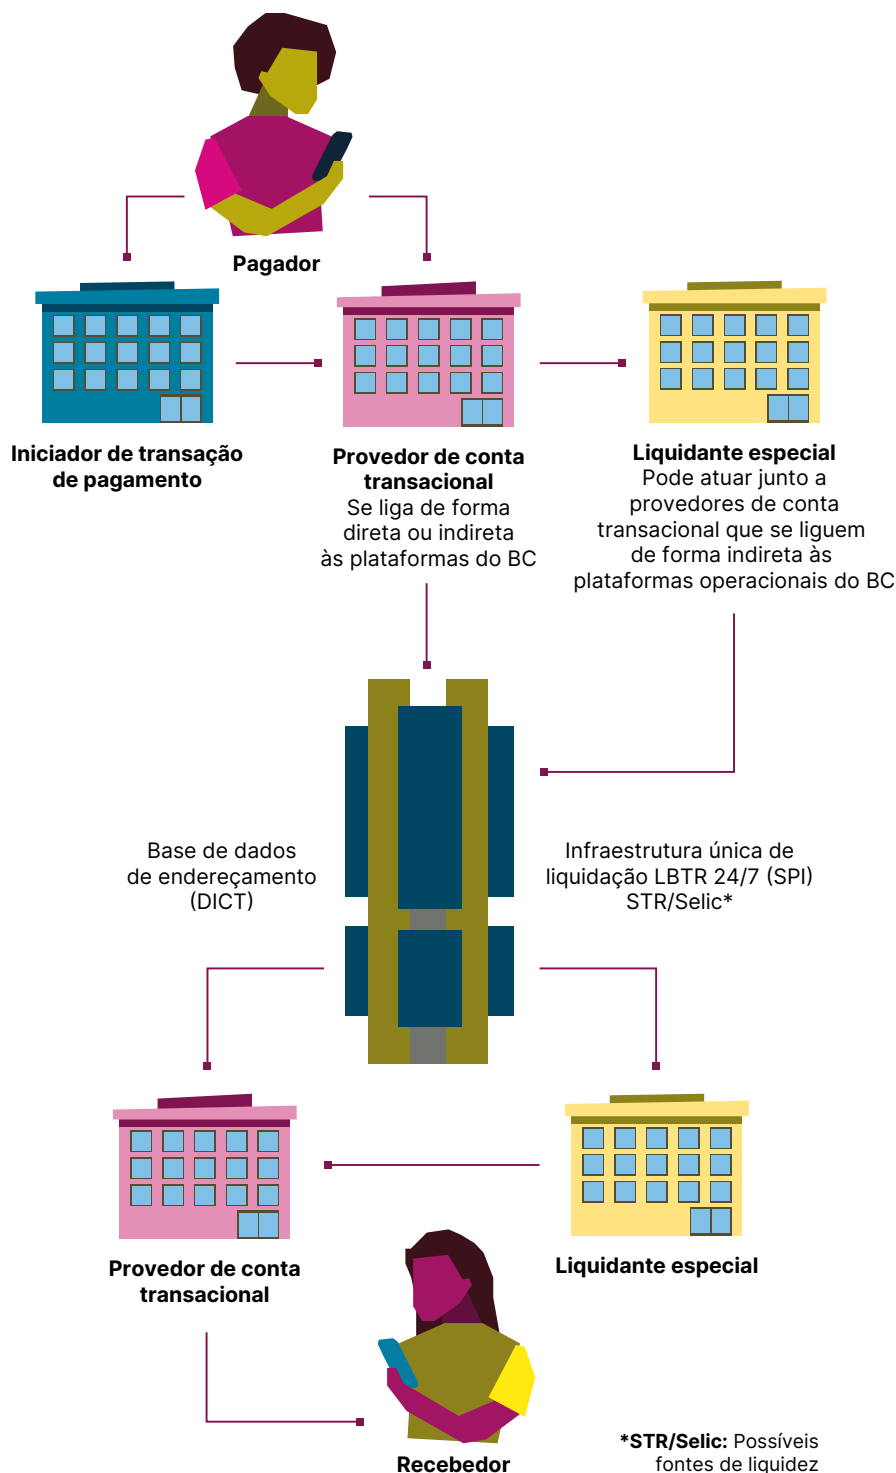 Pagador
Iniciador de transação
de pagamento
Provedor de conta
transacional
Se liga de forma
direta ou indireta
às plataformas do BC
Liquidante especial
Pode atuar junto a
provedores de conta
transacional que se liguem
de forma indireta às
plataformas operacionais do BC
Base de dados
de endereçamento
(DICT)
Infraestrutura única de
liquidação LBTR 24/7 (SPI)
STR/Selic*
Provedor de conta
transacional
Liquidante especial
Recebedor
*STR/Selic: Possíveis
fontes de liquidez